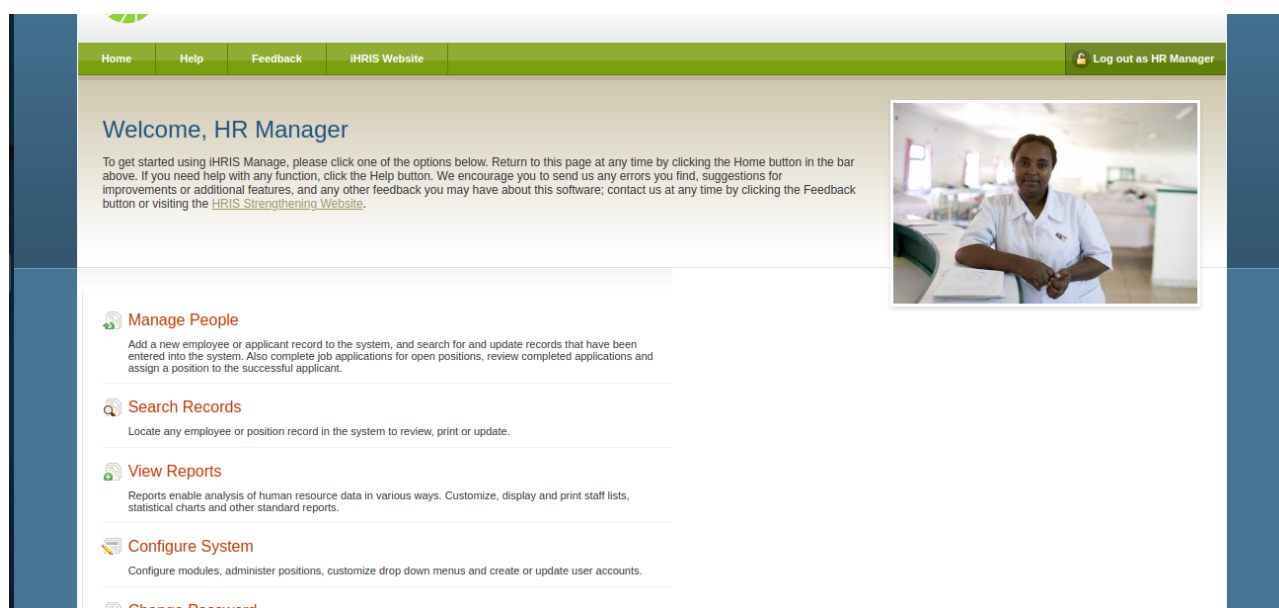 Home
Help
Feedback
iHRIS Website
Log out as HR Manager
Welcome, HR Manager
To get started using iHRIS Manage, please click one of the options below. Return to this page at any time by clicking the Home button in the bar
above. If you need help with any function, click the Help button. We encourage you to send us any errors you find, suggestions for
improvements or additional features, and any other feedback you may have about this software; contact us at any time by clicking the Feedback
button or visiting the HRIS Strengthening Website.
Manage People
Add a new employee or applicant record to the system, and search for and update records that have been
entered into the system. Also complete job applications for open positions, review completed applications and
assign a position to the successful applicant.
Search Records
Locate any employee or position record in the system to review, print or update.
View Reports
Reports enable analysis of human resource data in various ways. Customize, display and print staff lists,
statistical charts and other standard reports.
Configure System
Configure modules, administer positions, customize drop down menus and create or update user accounts.
Change Password